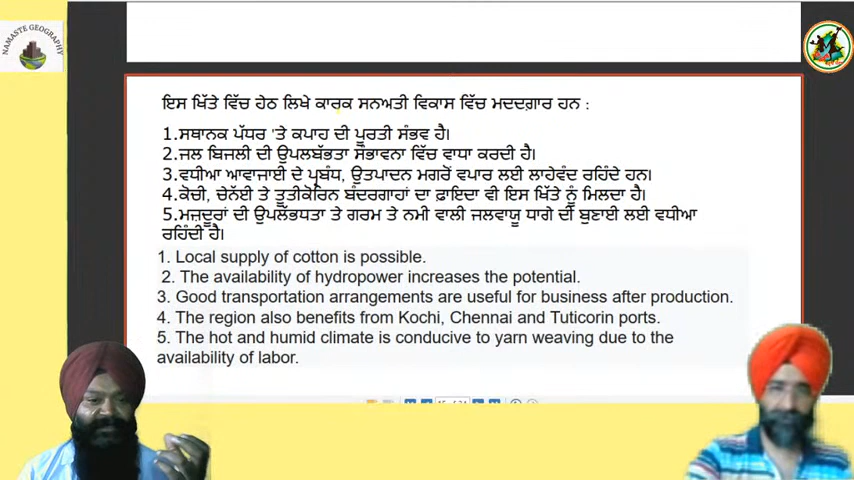 NAMASTE GEOGRAPHY
ਇਸ ਖਿੱਤੇ ਵਿੱਚ ਹੇਠ ਲਿਖੇ ਕਾਰਕ ਸਨਅਤੀ ਵਿਕਾਸ ਵਿੱਚ ਮਦਦਗ਼ਾਰ ਹਨ :
1.ਸਥਾਨਕ ਪੱਧਰ 'ਤੇ ਕਪਾਹ ਦੀ ਪੂਰਤੀ ਸੰਭਵ ਹੈ।
2.ਜਲ ਬਿਜਲੀ ਦੀ ਉਪਲਬੱਭਤਾ ਸੰਭਾਵਨਾ ਵਿੱਚ ਵਾਧਾ ਕਰਦੀ ਹੈ।
3.ਵਧੀਆ ਆਵਾਜਾਈ ਦੇ ਪ੍ਰਬੰਧ, ਉਤਪਾਦਨ ਮਗਰੋਂ ਵਪਾਰ ਲਈ ਲਾਹੇਵੰਦ ਰਹਿੰਦੇ ਹਨ।
4.ਕੋਚੀ, ਚੇਨੱਈ ਤੇ ਤੂਤੀਕੋਰਿਨ ਬੰਦਰਗਾਹਾਂ ਦਾ ਫ਼ਾਇਦਾ ਵੀ ਇਸ ਖਿੱਤੇ ਨੂੰ ਮਿਲਦਾ ਹੈ।
5.ਮਜ਼ਦੂਰਾਂ ਦੀ ਉਪਲੱਭਧਤਾ ਤੇ ਗਰਮ ਤੇ ਨਮੀ ਵਾਲੀ ਜਲਵਾਯੂ ਧਾਗੇ ਦੀ ਬੁਣਾਈ ਲਈ ਵਧੀਆ
ਰਹਿੰਦੀ ਹੈ।
1. Local supply of cotton is possible.
2. The availability of hydropower increases the potential.
3. Good transportation arrangements are useful for business after production.
4. The region also benefits from Kochi, Chennai and Tuticorin ports.
5. The hot and humid climate is conducive to yarn weaving due to the
availability of labor.